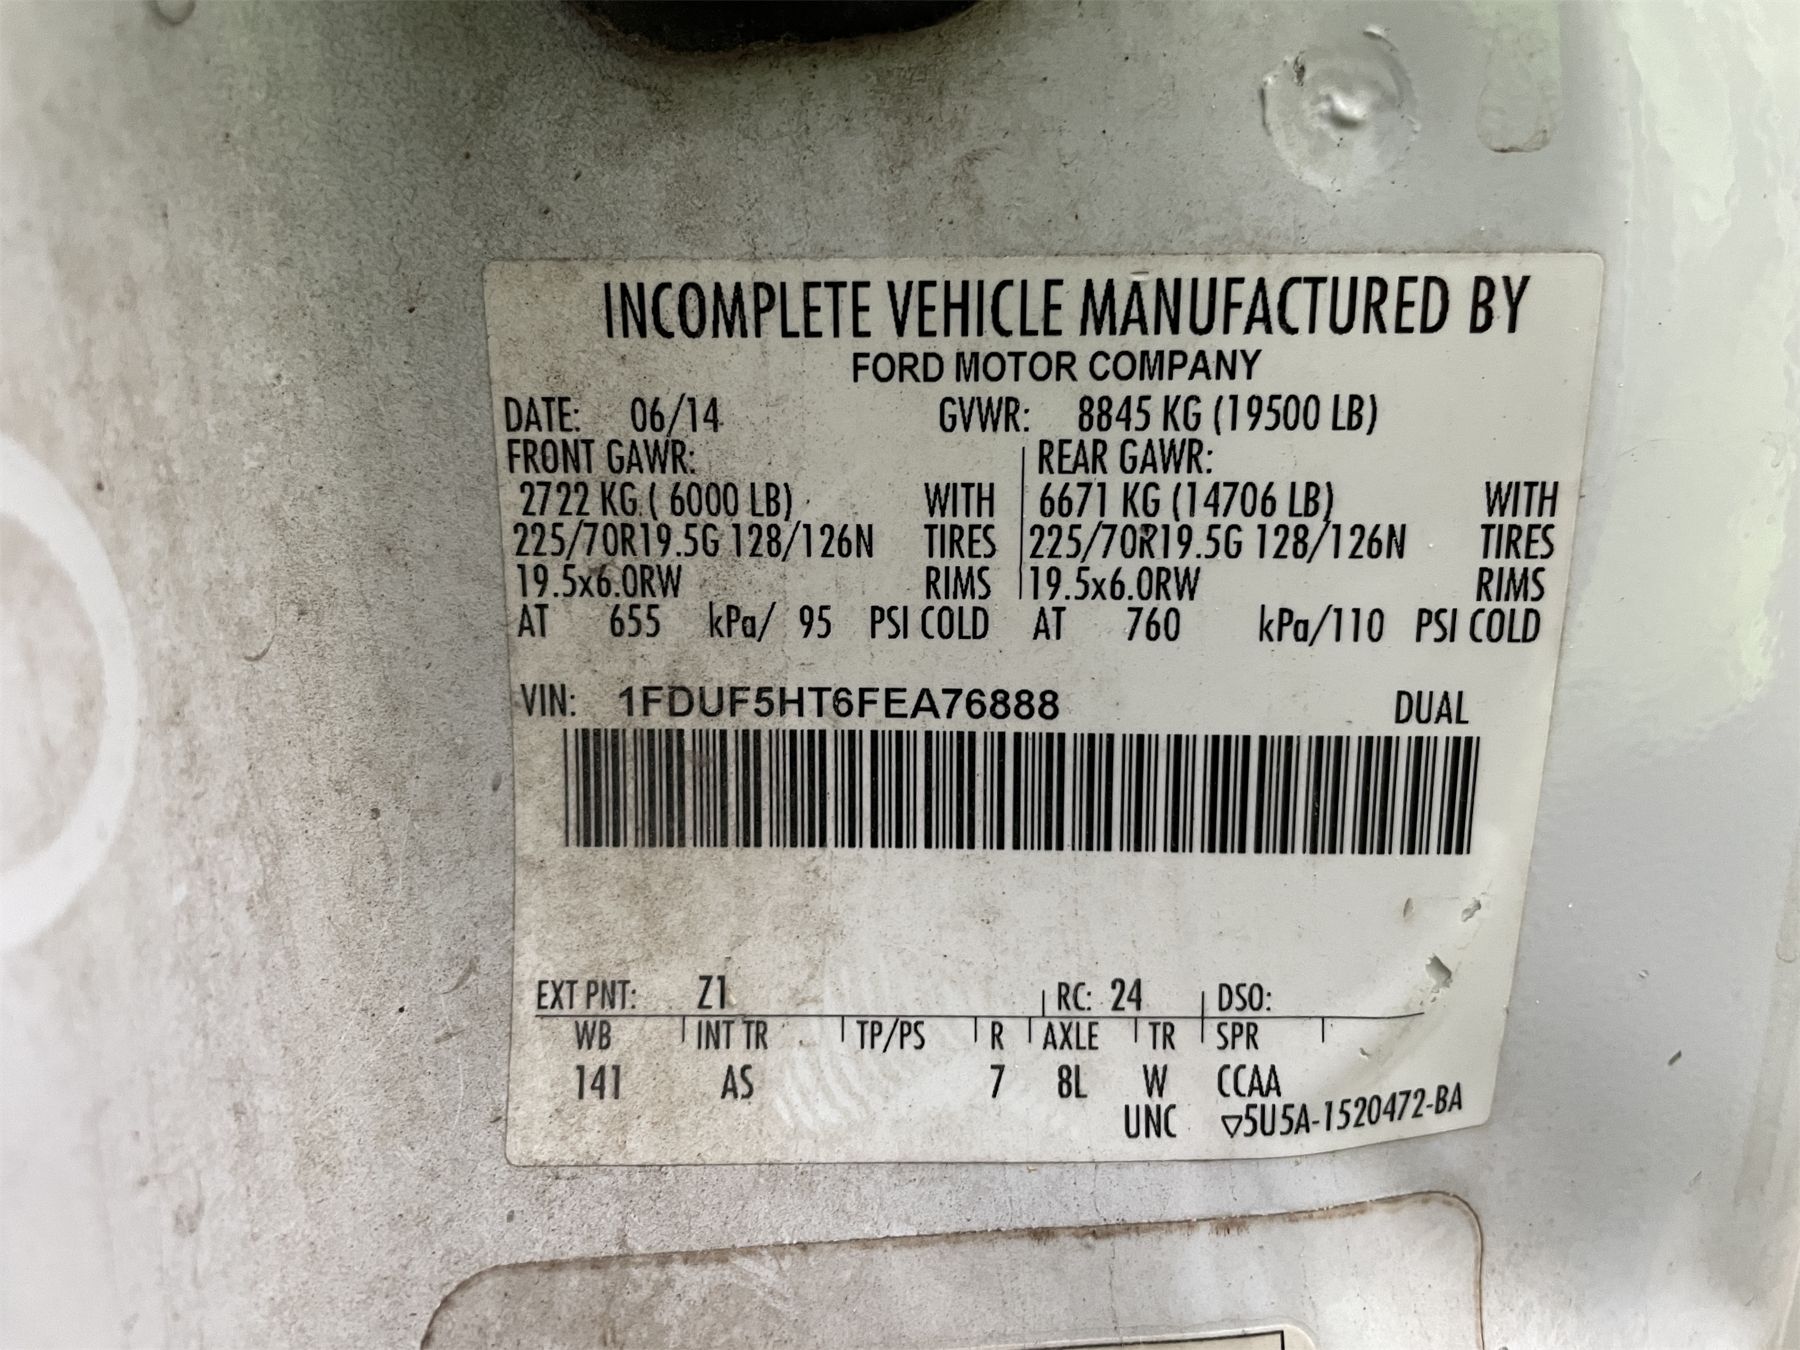 INCOMPLETE VEHICLE MANUFACTURED BY
FORD MOTOR COMPANY
DATE: 06/14 GVWR: 8845 KG (19500 LB)
FRONT GAWR: REAR GAWR:
2722 KG ( 6000 LB) WITH 6671 KG (14706 LB) WITH
225/70R19.5G 128/126N TIRES 225/70R19.5G 128/126N TIRES
19.5x6.0RW RIMS 19.5x6.0RW RIMS
AT 655 kPa/ 95 PSI COLD AT 760 kPa/110 PSI COLD
VIN: 1FDUF5HT6FEA76888 DUAL
EXT PNT: Z1 RC: 24 DSO:
WB INT TR TP/PS R AXLE TR SPR
141 AS 7 8L W CCAA
UNC ▽5U5A-1520472-BA